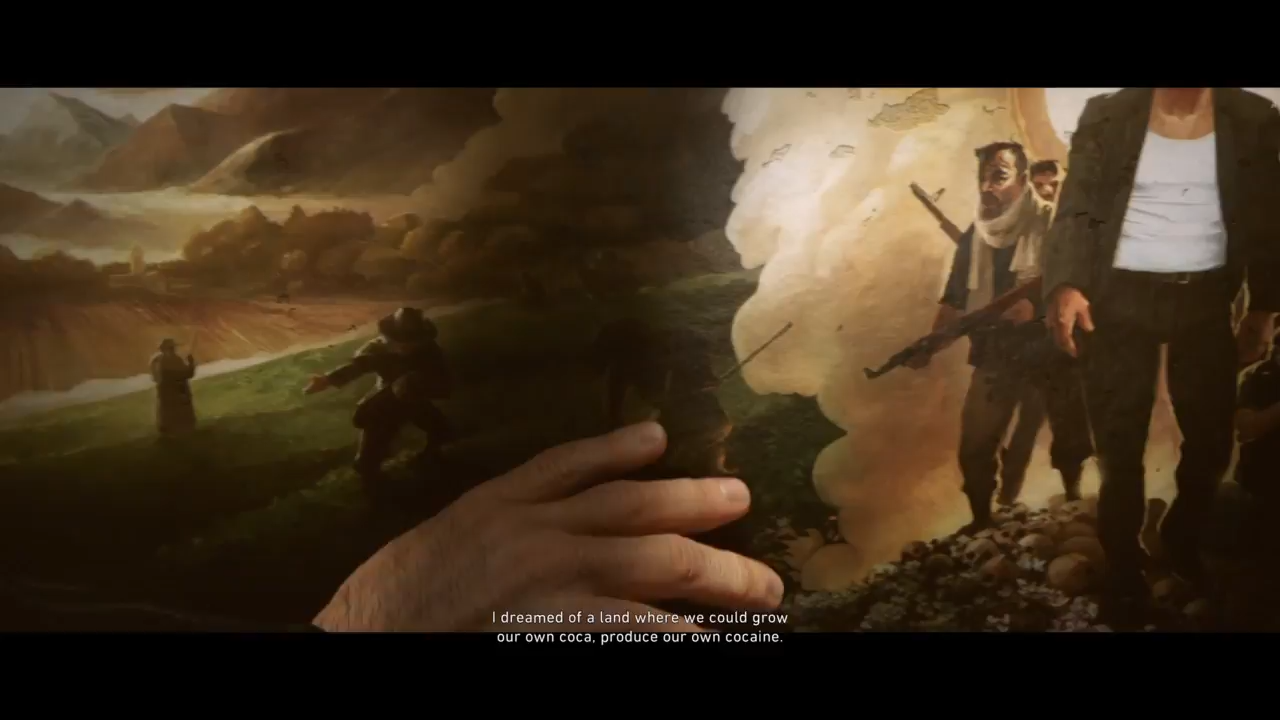 I dreamed of a land where we could grow
our own coca, produce our own cocaine.